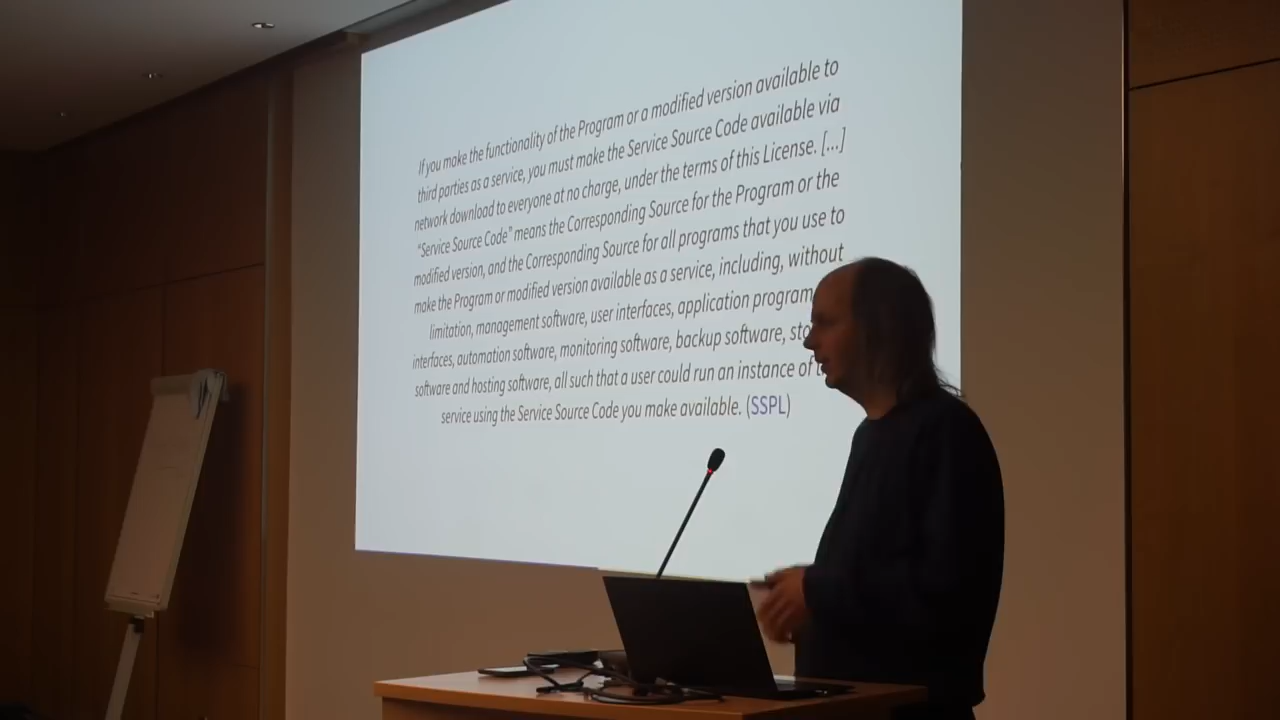 If you make the functionality of the Program or a modified version available to
third parties as a service, you must make the Service Source Code available via
network download to everyone at no charge, under the terms of this License. [...]
“Service Source Code” means the Corresponding Source for the Program or the
modified version, and the Corresponding Source for all programs that you use to
make the Program or modified version available as a service, including, without
limitation, management software, user interfaces, application program
interfaces, automation software, monitoring software, backup software,
software and hosting software, all such that a user could run an instance of
service using the Service Source Code you make available. (SSPL)